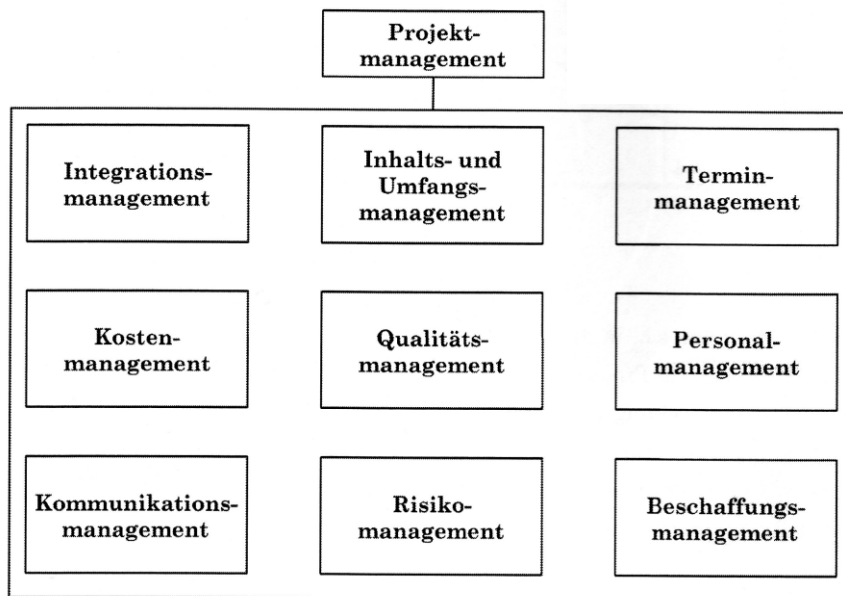 Projekt-
management
Integrations-
management
Inhalts- und
Umfangs-
management
Termin-
management
Kosten-
management
Qualitäts-
management
Personal-
management
Kommunikations-
management
Risiko-
management
Beschaffungs-
management